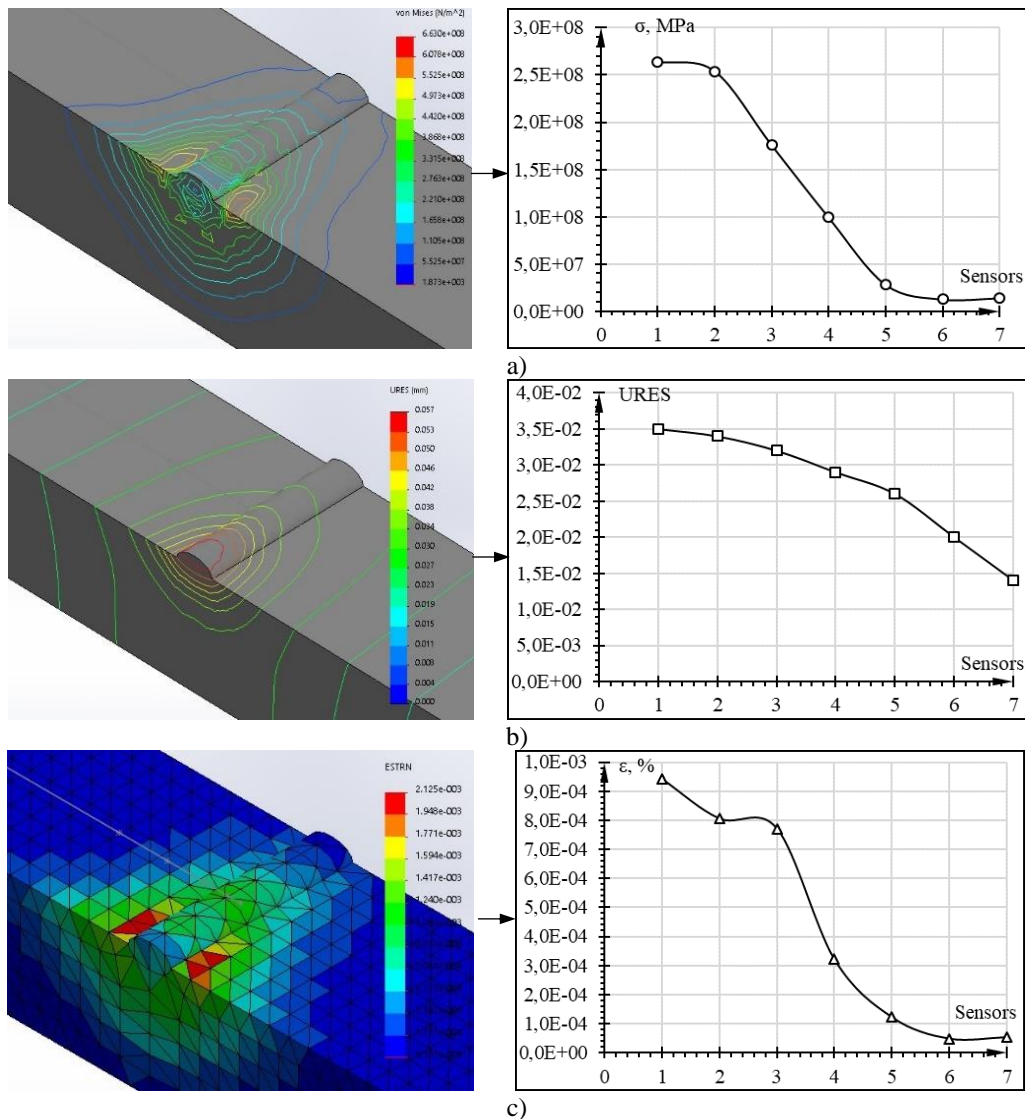 von Mises (N/m^2)
6.630e+008
6.078e+008
5.525e+008
4.973e+008
4.420e+008
3.868e+008
3.315e+008
2.763e+008
2.210e+008
1.658e+008
1.105e+008
5.525e+007
1.873e+003
σ, MPa
3,0E+08
2,5E+08
2,0E+08
1,5E+08
1,0E+08
5,0E+07
0,0E+00
Sensors
0 1 2 3 4 5 6 7
a)
URES (mm)
0.057
0.053
0.050
0.046
0.042
0.038
0.034
0.030
0.027
0.023
0.019
0.015
0.011
0.008
0.004
0.000
URES
4,0E-02
3,5E-02
3,0E-02
2,5E-02
2,0E-02
1,5E-02
1,0E-02
5,0E-03
0,0E+00
Sensors
0 1 2 3 4 5 6 7
b)
ESTRN
2.125e-003
1.948e-003
1.771e-003
1.594e-003
1.417e-003
1.240e-003
ε, %
1,0E-03
9,0E-04
8,0E-04
7,0E-04
6,0E-04
5,0E-04
4,0E-04
3,0E-04
2,0E-04
1,0E-04
0,0E+00
Sensors
0 1 2 3 4 5 6 7
c)